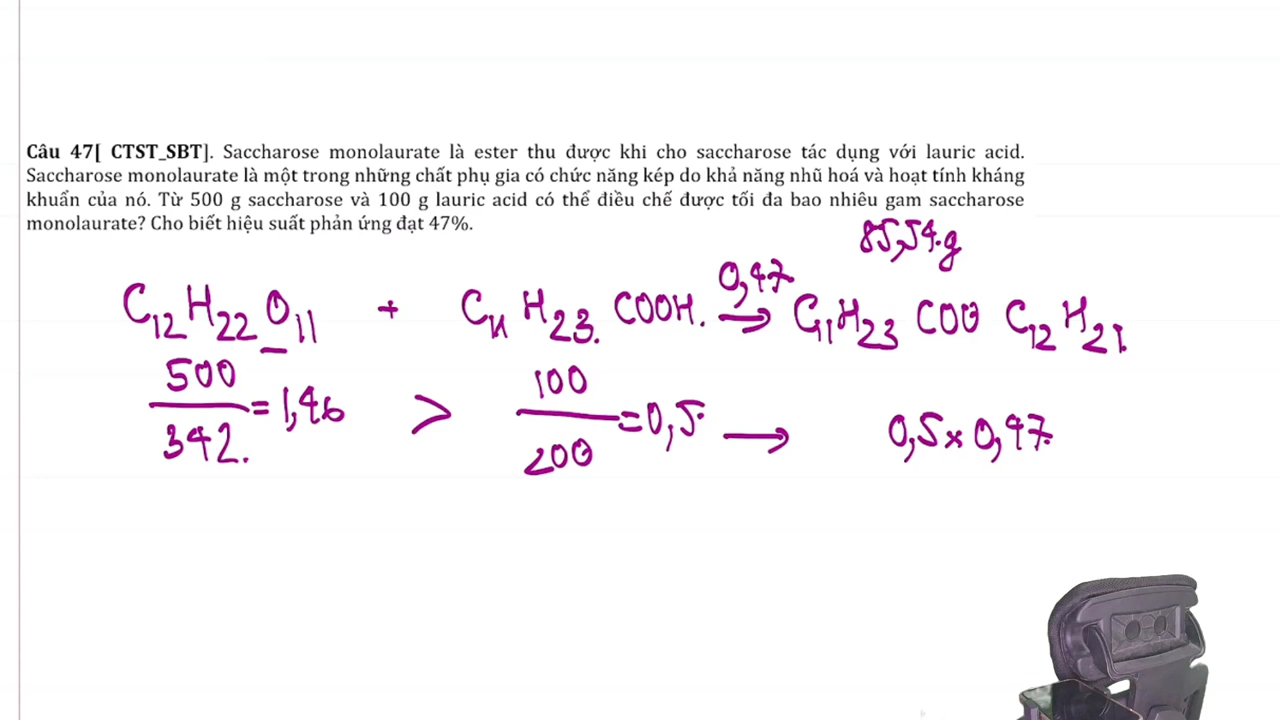 Câu 47[ CTST_SBT]. Saccharose monolaurate là ester thu được khi cho saccharose tác dụng với lauric acid.
Saccharose monolaurate là một trong những chất phụ gia có chức năng kép do khả năng nhũ hoá và hoạt tính kháng
khuẩn của nó. Từ 500 g saccharose và 100 g lauric acid có thể điều chế được tối đa bao nhiêu gam saccharose
monolaurate? Cho biết hiệu suất phản ứng đạt 47%.
85,54.g
C12H22O11 + C11H23.COOH. 0,47 → C11H23COO C12H21.
500/342. = 1,46 > 100/200 = 0,5. → 0,5 × 0,47.